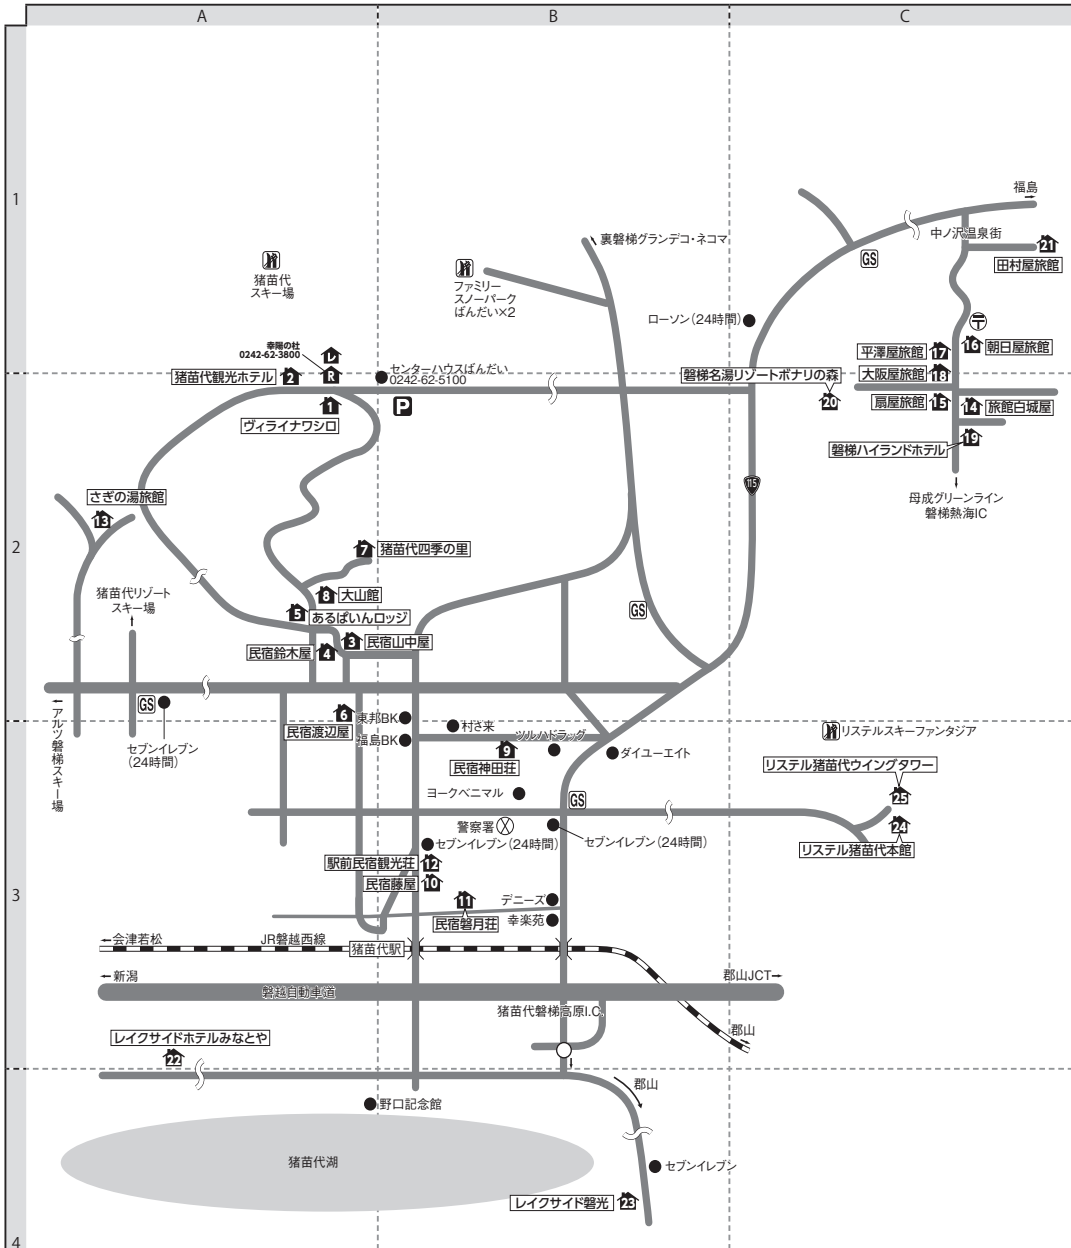 A
B
C
1
福島
中ノ沢温泉街
裏磐梯グランデコ・ネコマ
GS
21
田村屋旅館
猪苗代
スキー場
ファミリー
スノーパーク
ばんだい×2
ローソン(24時間)
幸陽の杜
0242-62-3800
レ
R
猪苗代観光ホテル
2
センターハウスばんだい
0242-62-5100
平澤屋旅館
17
16
朝日屋旅館
磐梯名湯リゾートボナリの森
大阪屋旅館
18
20
扇屋旅館
15
14
旅館白城屋
1
P
ヴィライナワシロ
磐梯ハイランドホテル
19
115
母成グリーンライン
磐梯熱海IC
さぎの湯旅館
13
2
7
猪苗代四季の里
猪苗代リゾート
スキー場
8
大山館
5
あるぱいんロッジ
GS
民宿鈴木屋
4
3
民宿山中屋
アルツ磐梯スキー場
GS
セブンイレブン
(24時間)
6
民宿渡辺屋
東邦BK
福島BK
村さ来
ツルハドラッグ
9
民宿神田荘
ダイユーエイト
リステルスキーファンタジア
リステル猪苗代ウイングタワー
25
ヨークベニマル
GS
24
リステル猪苗代本館
警察署
セブンイレブン(24時間)
セブンイレブン(24時間)
駅前民宿観光荘
12
民宿藤屋
10
3
11
民宿磐月荘
デニーズ
幸楽苑
会津若松
JR磐越西線
猪苗代駅
新潟
磐越自動車道
郡山JCT
猪苗代磐梯高原I.C.
郡山
レイクサイドホテルみなとや
22
郡山
野口記念館
猪苗代湖
セブンイレブン
レイクサイド磐光
23
4